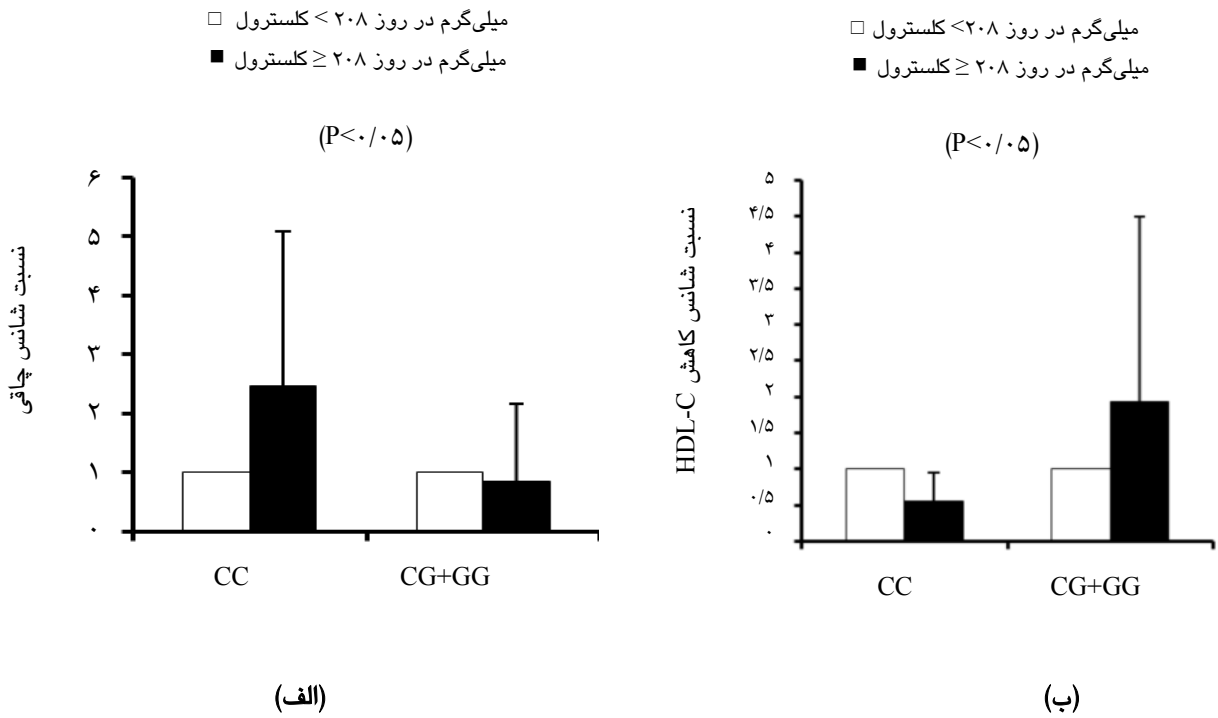 □ میلی‌گرم در روز ۲۰۸ > کلسترول
■ میلی‌گرم در روز ۲۰۸ ≤ کلسترول
(P<۰/۰۵)
نسبت شانس چاقی
۶
۵
۴
۳
۲
۱
۰
CC CG+GG
(الف)
□ میلی‌گرم در روز ۲۰۸> کلسترول
■ میلی‌گرم در روز ۲۰۸ ≤ کلسترول
(P<۰/۰۵)
نسبت شانس کاهش HDL-C
۵
۴/۵
۴
۳/۵
۳
۲/۵
۲
۱/۵
۱
۰/۵
۰
CC CG+GG
(ب)